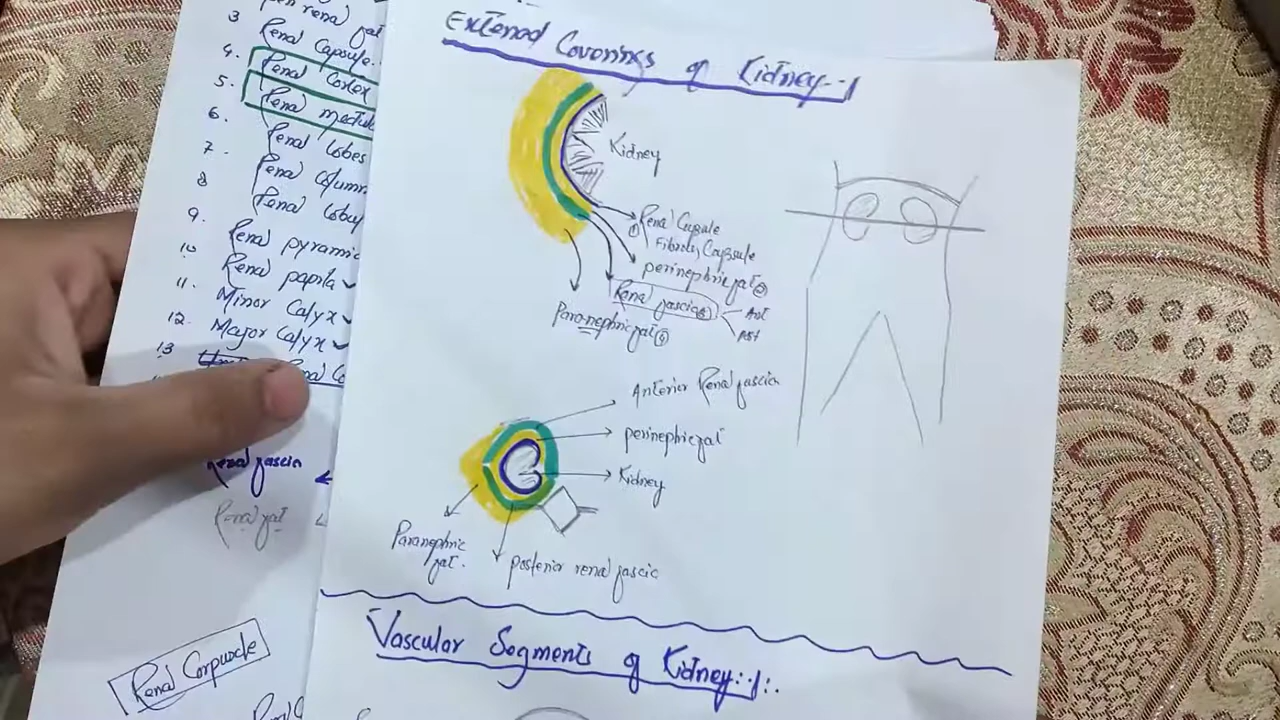 3 Renal Capsule.
4. Renal Cortex
5. Renal medul
6. Renal Lobes
7. Renal Column
8 Renal Lobu
9. Renal pyramid
10 Renal papilla
11. Minor Calyx
12. Major Calyx
13
Renal fascia
Renal fat
Renal Corpuscle
External Coverings of Kidney:-)
Kidney
Renal Capsule
Fibrous Capsule
perinephric fat
Renal fascia
Ant
Post
Paranephric fat
Anterior Renal fascia
perinephric fat
Kidney
Paranephric
fat.
posterior renal fascia
Vascular Segments of Kidney:-):.